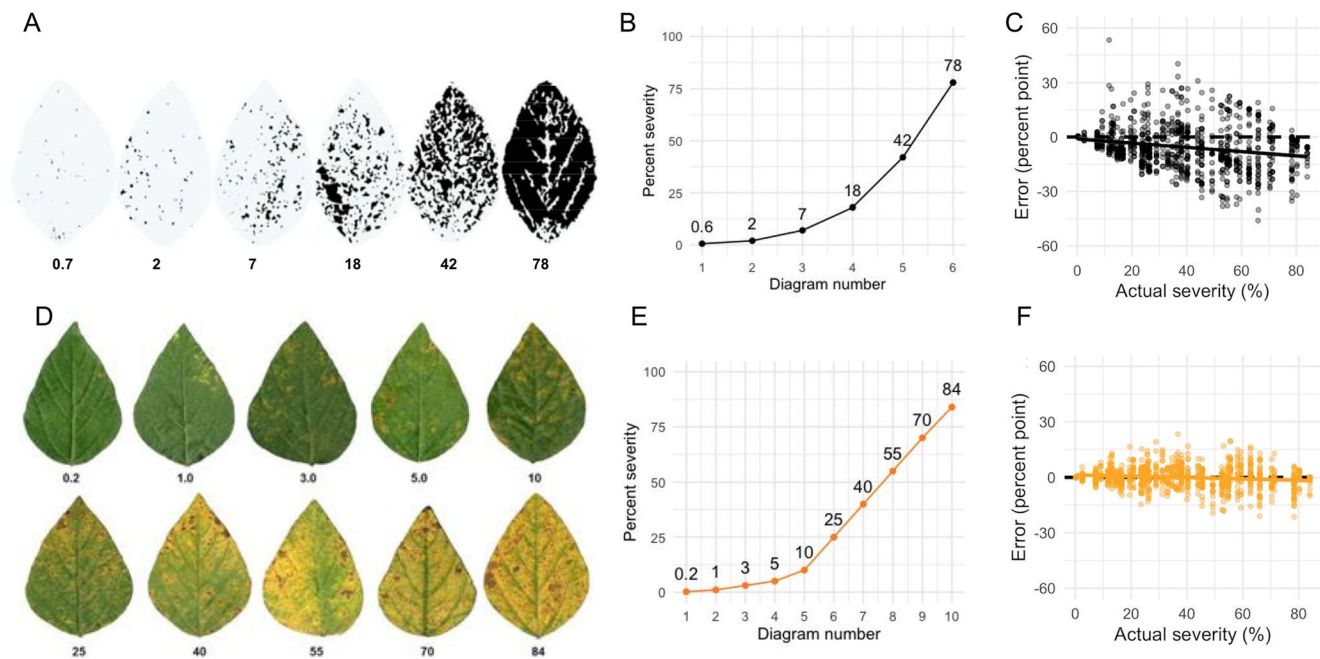 A
0.7 2 7 18 42 78
B
Percent severity
100
75
50
25
0
0.6 2 7 18 42 78
1 2 3 4 5 6
Diagram number
C
Error (percent point)
60
30
0
-30
-60
0 20 40 60 80
Actual severity (%)
D
0.2 1.0 3.0 5.0 10
25 40 55 70 84
E
Percent severity
100
75
50
25
0
0.2 1 3 5 10 25 40 55 70 84
1 2 3 4 5 6 7 8 9 10
Diagram number
F
Error (percent point)
60
30
0
-30
-60
0 20 40 60 80
Actual severity (%)